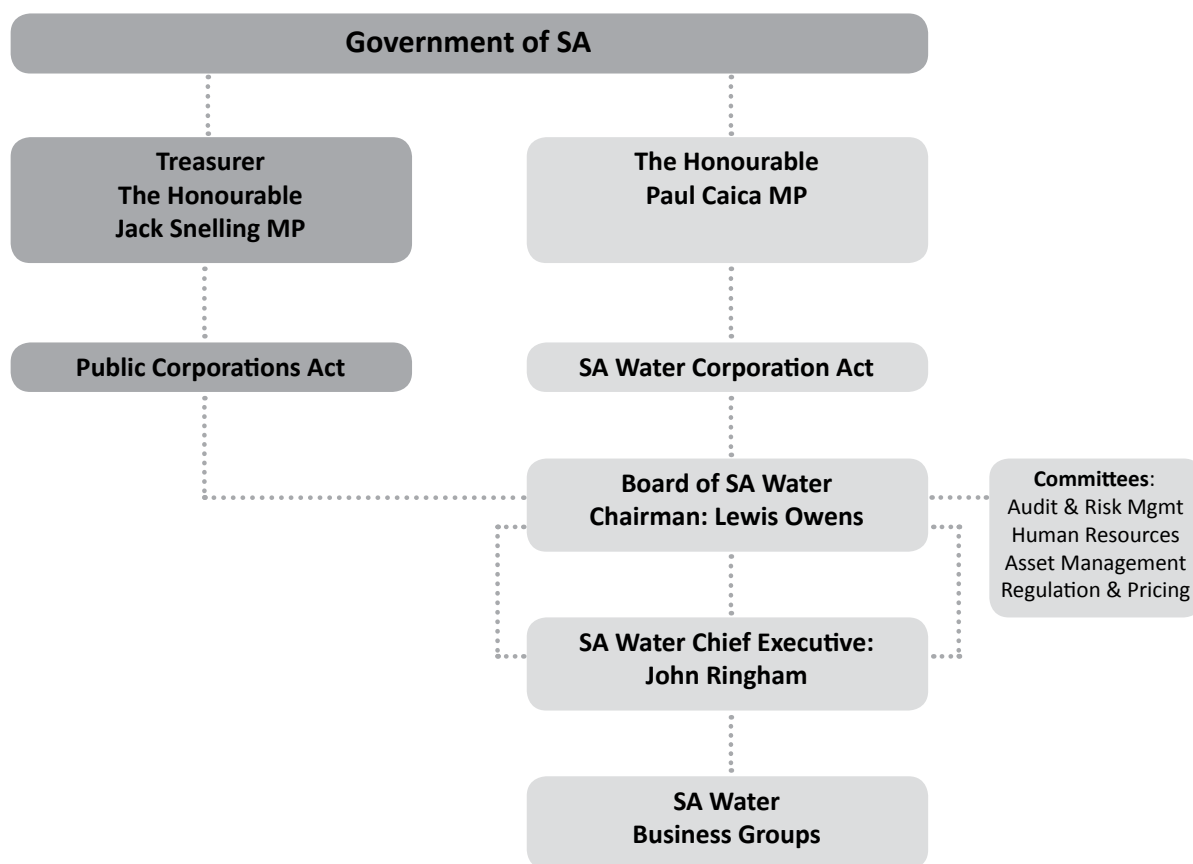 Government of SA
Treasurer
The Honourable
Jack Snelling MP
The Honourable
Paul Caica MP
Public Corporations Act
SA Water Corporation Act
Board of SA Water
Chairman: Lewis Owens
Committees:
Audit & Risk Mgmt
Human Resources
Asset Management
Regulation & Pricing
SA Water Chief Executive:
John Ringham
SA Water
Business Groups